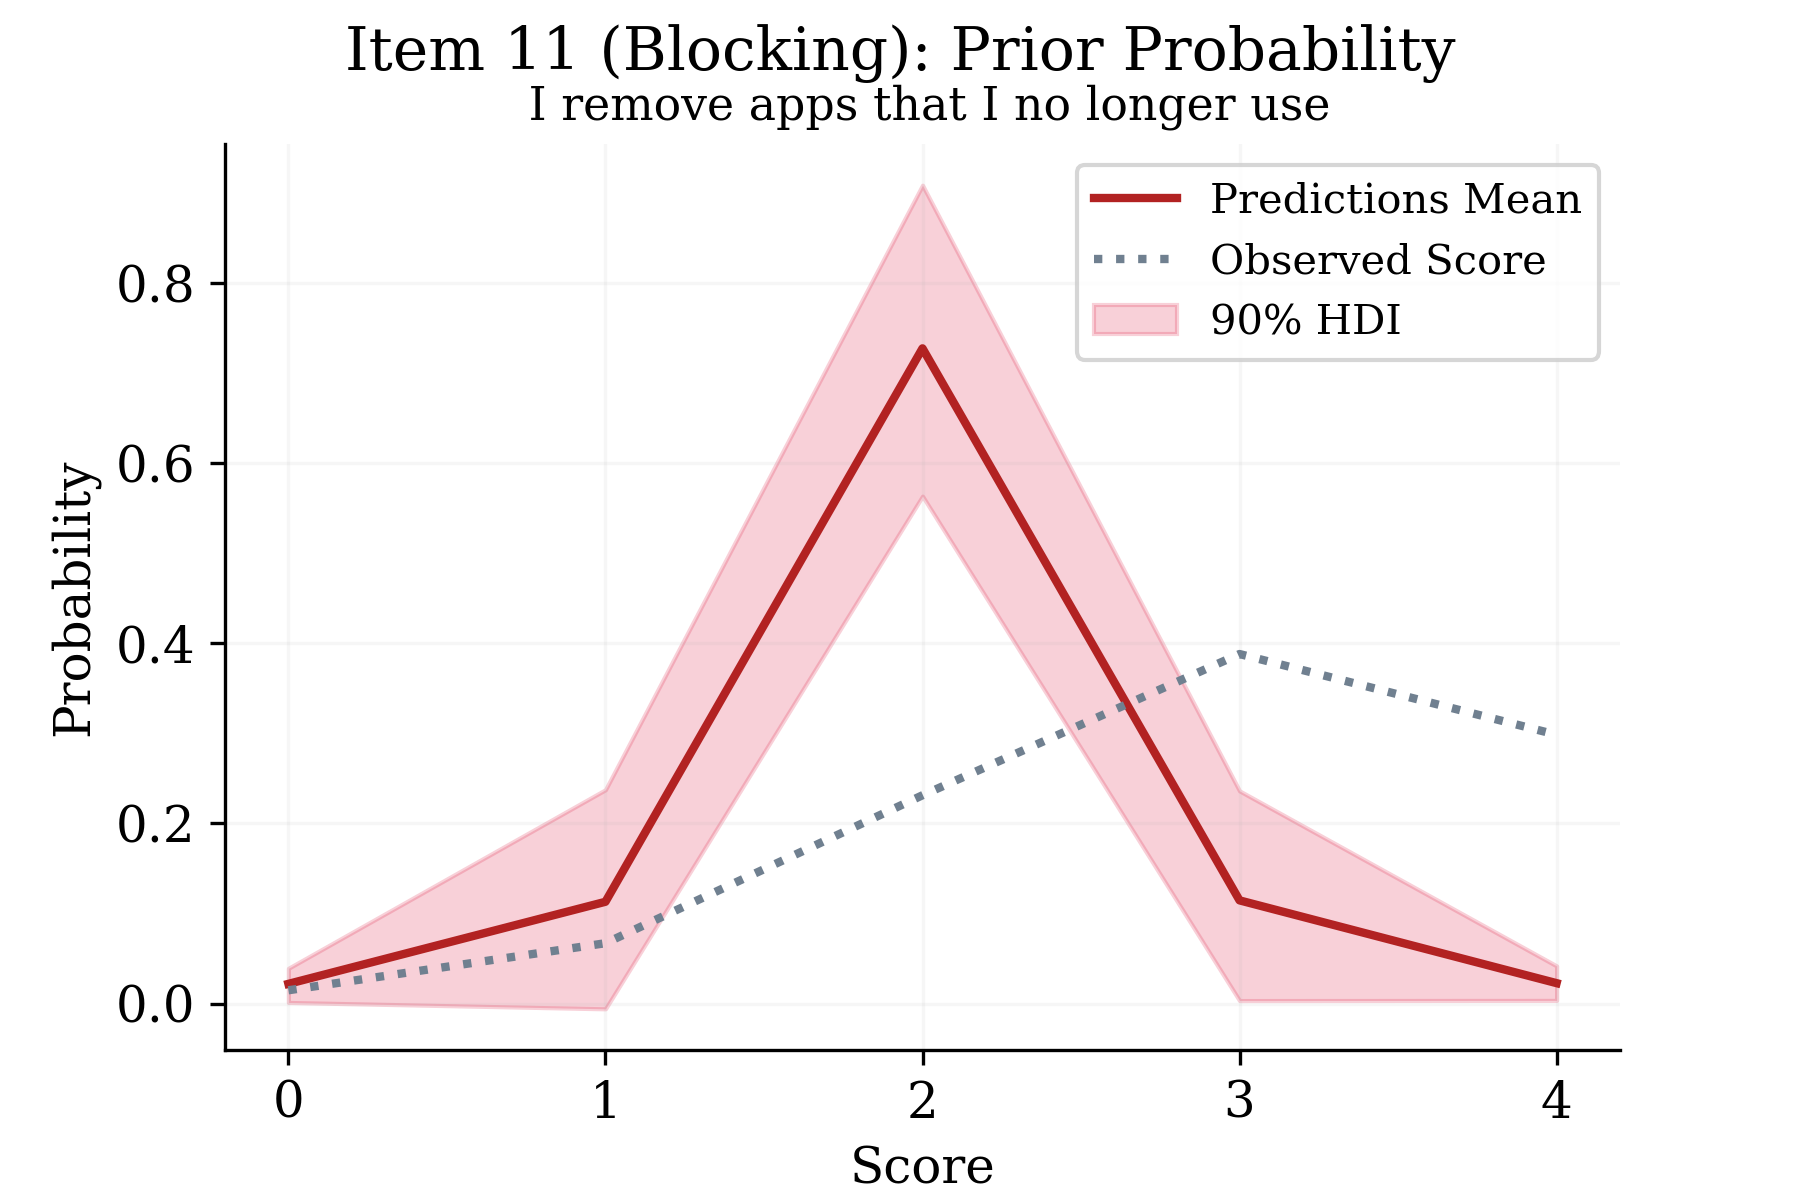 Item 11 (Blocking): Prior Probability
I remove apps that I no longer use
Predictions Mean
Observed Score
90% HDI
Probability
0.8
0.6
0.4
0.2
0.0
0 1 2 3 4
Score